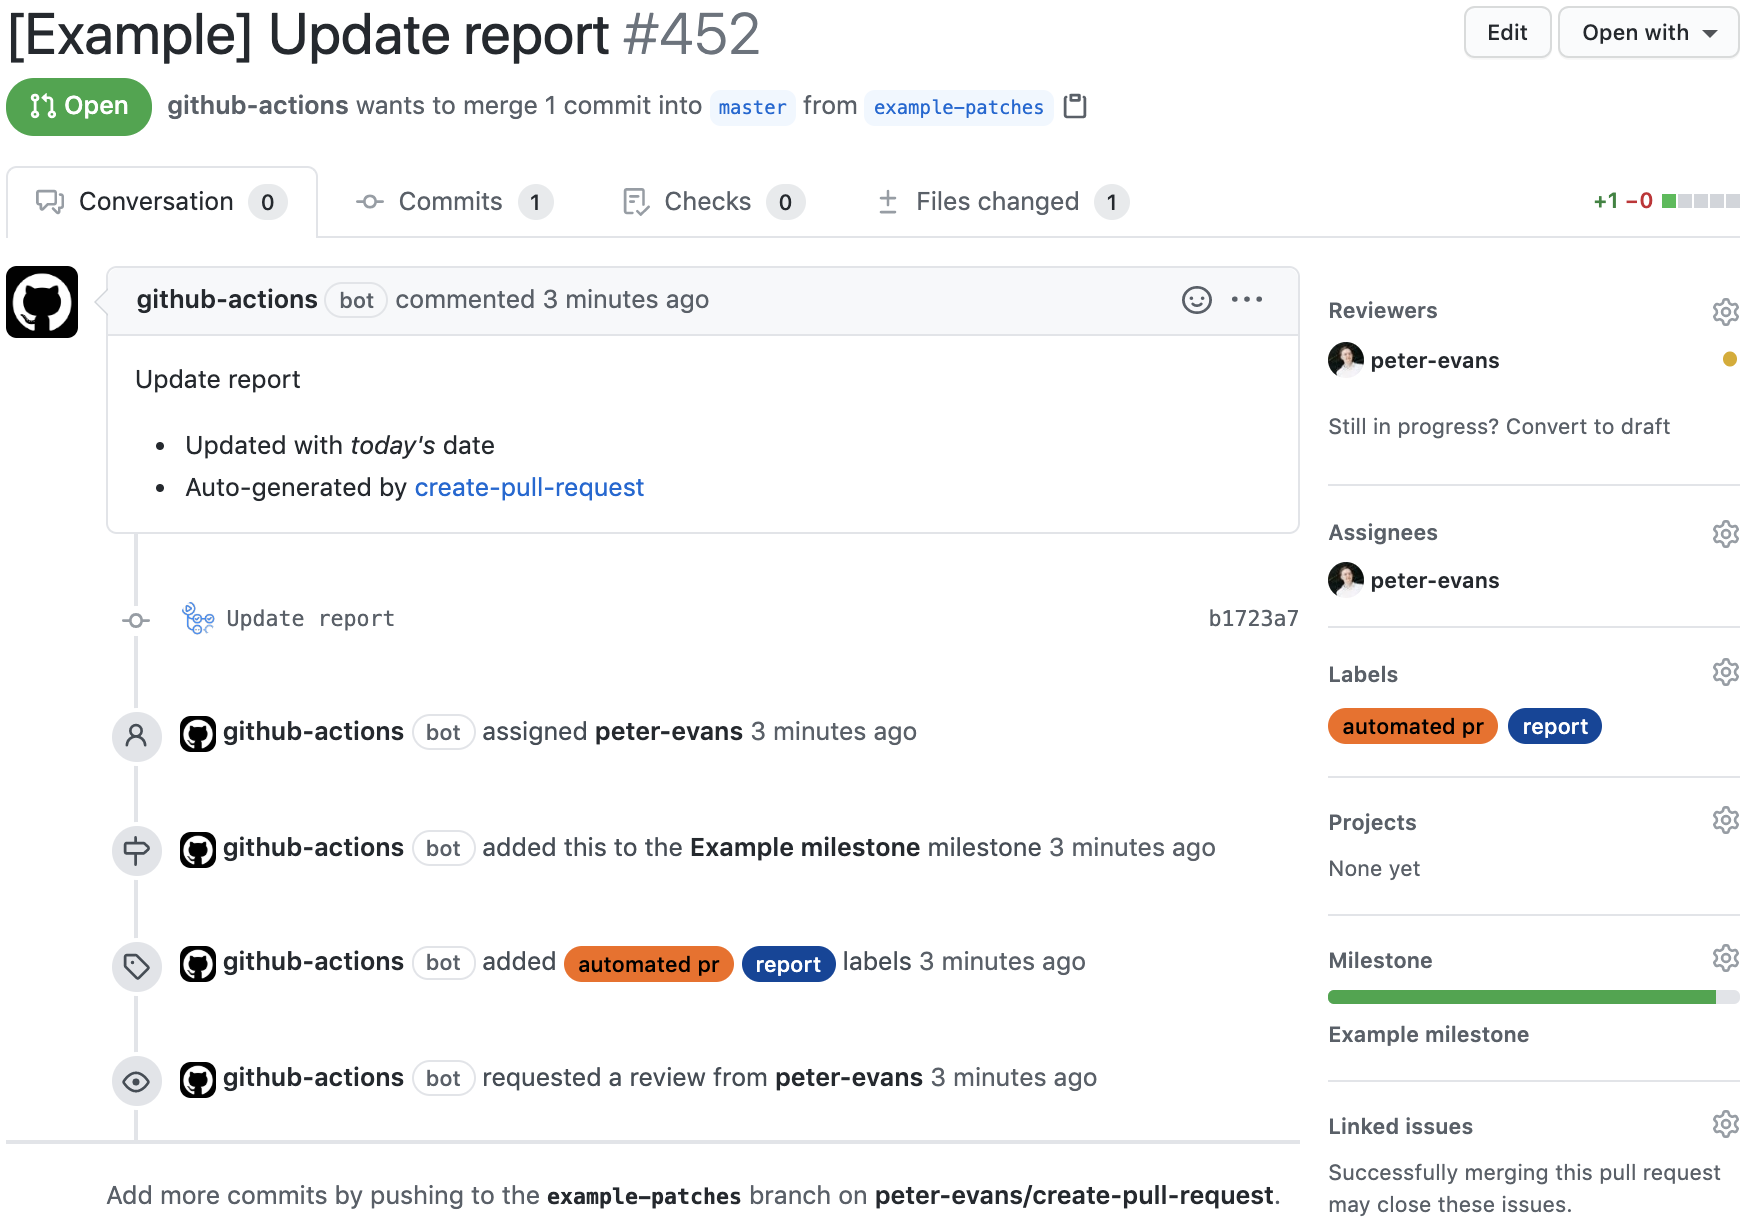 [Example] Update report #452
Edit
Open with
Open
github-actions wants to merge 1 commit into master from example-patches
Conversation 0
Commits 1
Checks 0
Files changed 1
+1 −0
github-actions bot commented 3 minutes ago
Update report
• Updated with today's date
• Auto-generated by create-pull-request
Update report b1723a7
github-actions bot assigned peter-evans 3 minutes ago
github-actions bot added this to the Example milestone milestone 3 minutes ago
github-actions bot added automated pr report labels 3 minutes ago
github-actions bot requested a review from peter-evans 3 minutes ago
Add more commits by pushing to the example-patches branch on peter-evans/create-pull-request.
Reviewers
peter-evans
Still in progress? Convert to draft
Assignees
peter-evans
Labels
automated pr report
Projects
None yet
Milestone
Example milestone
Linked issues
Successfully merging this pull request
may close these issues.